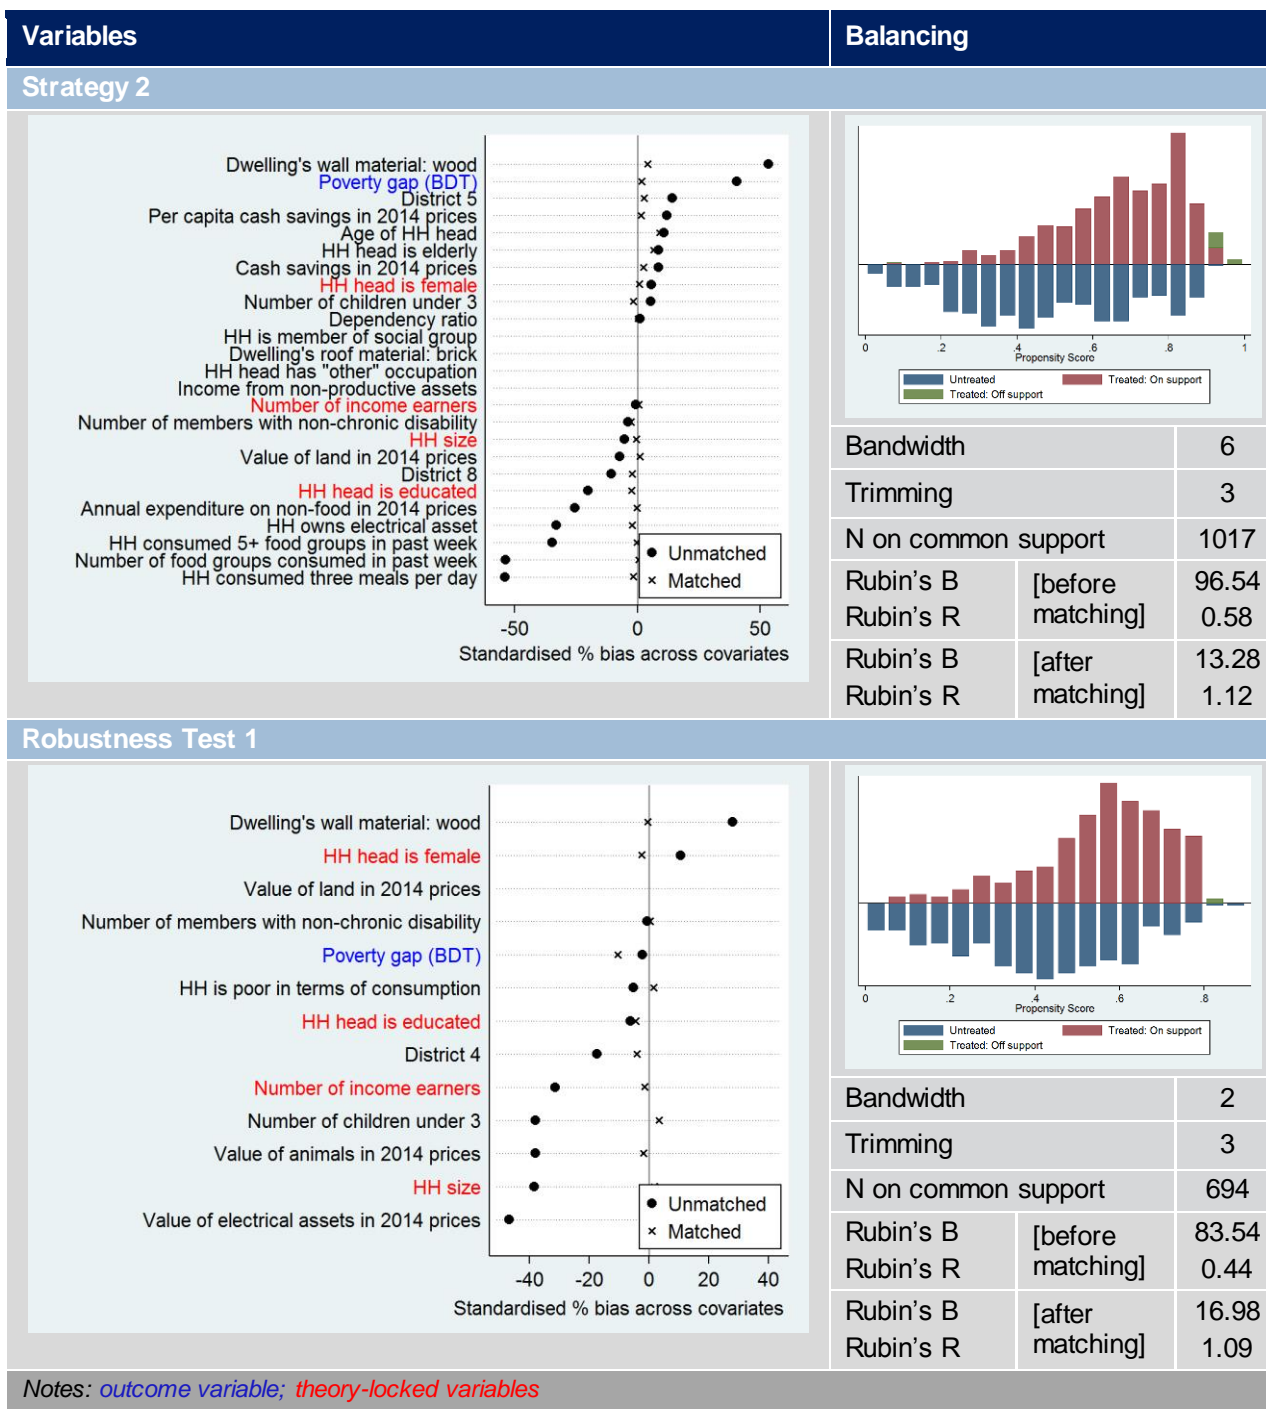 Variables
Balancing
Strategy 2
Dwelling's wall material: wood
Poverty gap (BDT)
District 5
Per capita cash savings in 2014 prices
Age of HH head
HH head is elderly
Cash savings in 2014 prices
HH head is female
Number of children under 3
Dependency ratio
HH is member of social group
Dwelling's roof material: brick
HH head has "other" occupation
Income from non-productive assets
Number of income earners
Number of members with non-chronic disability
HH size
Value of land in 2014 prices
District 8
HH head is educated
Annual expenditure on non-food in 2014 prices
HH owns electrical asset
HH consumed 5+ food groups in past week
Number of food groups consumed in past week
HH consumed three meals per day
Unmatched
Matched
-50 0 50
Standardised % bias across covariates
0 .2 .4 .6 .8 1
Propensity Score
Untreated Treated: On support
Treated: Off support
Bandwidth 6
Trimming 3
N on common support 1017
Rubin's B [before 96.54
Rubin's R matching] 0.58
Rubin's B [after 13.28
Rubin's R matching] 1.12
Robustness Test 1
Dwelling's wall material: wood
HH head is female
Value of land in 2014 prices
Number of members with non-chronic disability
Poverty gap (BDT)
HH is poor in terms of consumption
HH head is educated
District 4
Number of income earners
Number of children under 3
Value of animals in 2014 prices
HH size
Value of electrical assets in 2014 prices
Unmatched
Matched
-40 -20 0 20 40
Standardised % bias across covariates
0 .2 .4 .6 .8
Propensity Score
Untreated Treated: On support
Treated: Off support
Bandwidth 2
Trimming 3
N on common support 694
Rubin's B [before 83.54
Rubin's R matching] 0.44
Rubin's B [after 16.98
Rubin's R matching] 1.09
Notes: outcome variable; theory-locked variables